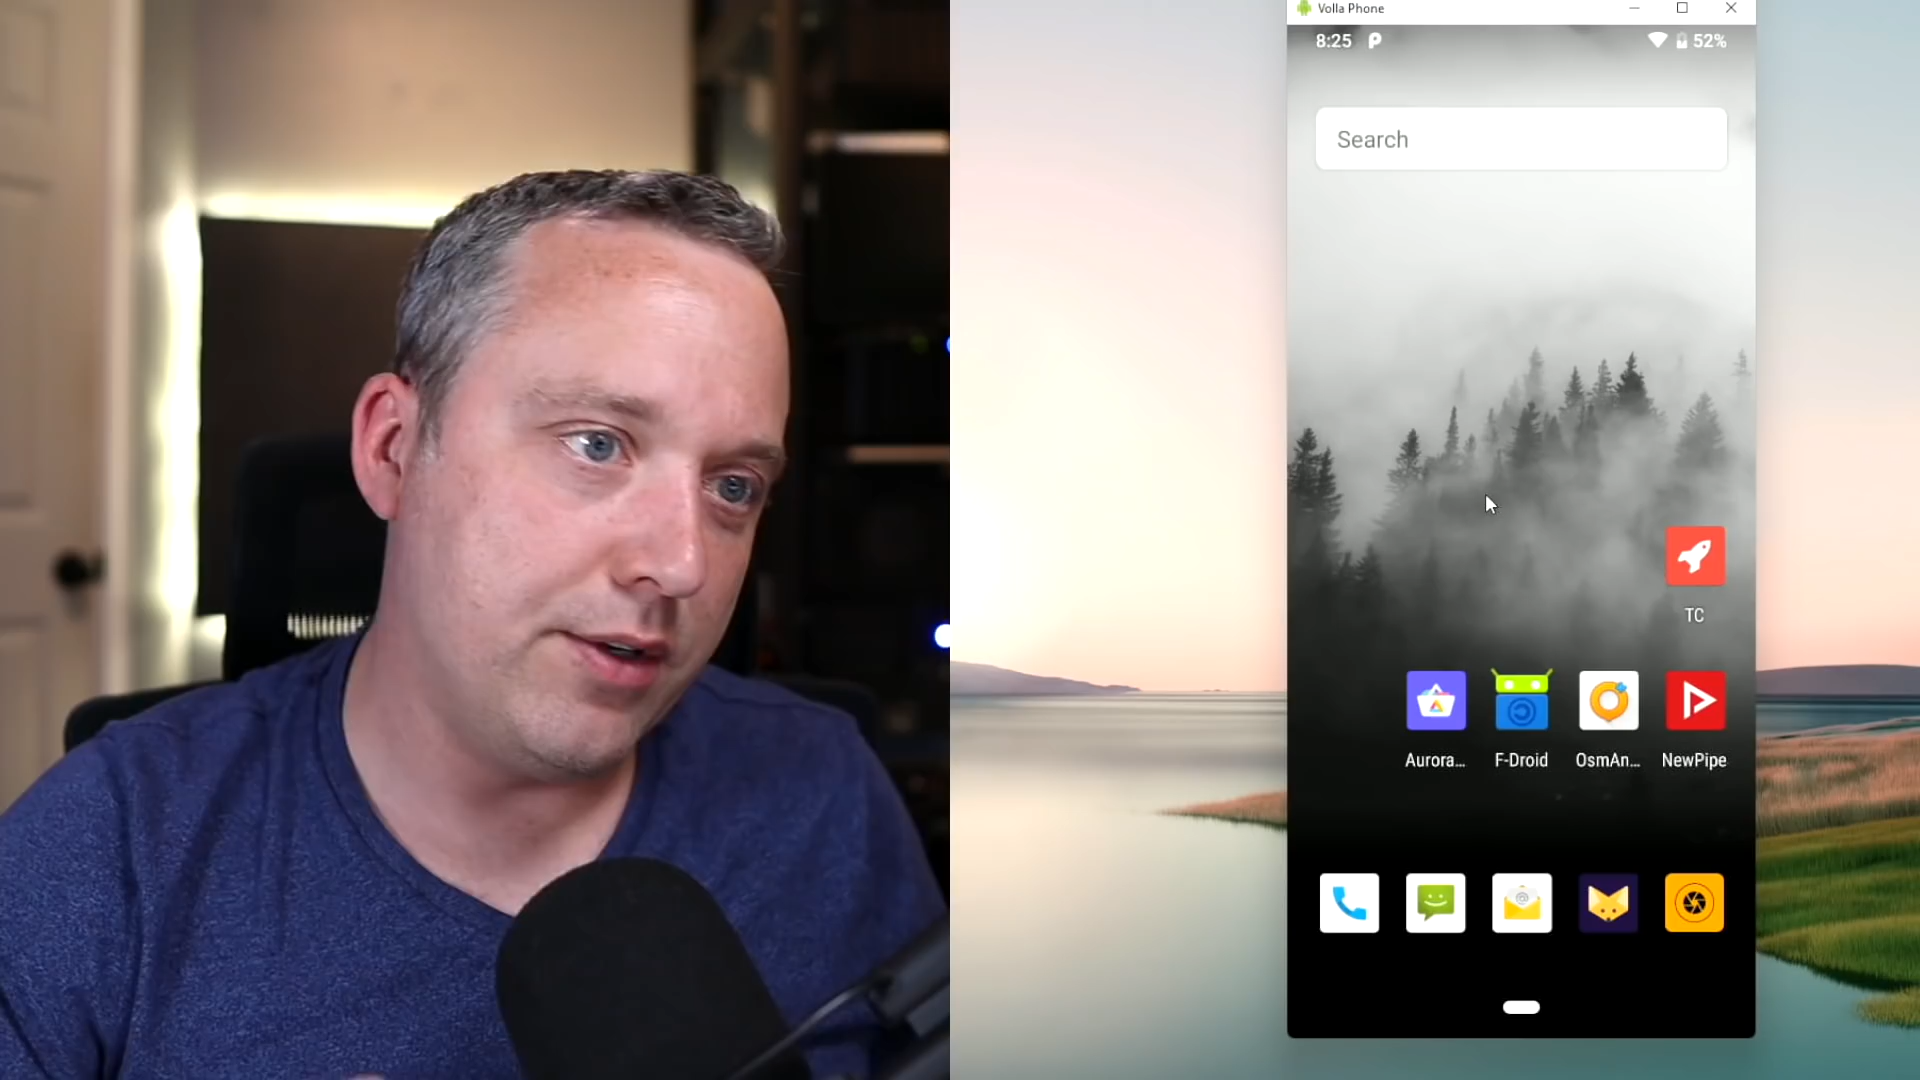 Volla Phone
8:25
52%
Search
TC
Aurora...
F-Droid
OsmAn...
NewPipe